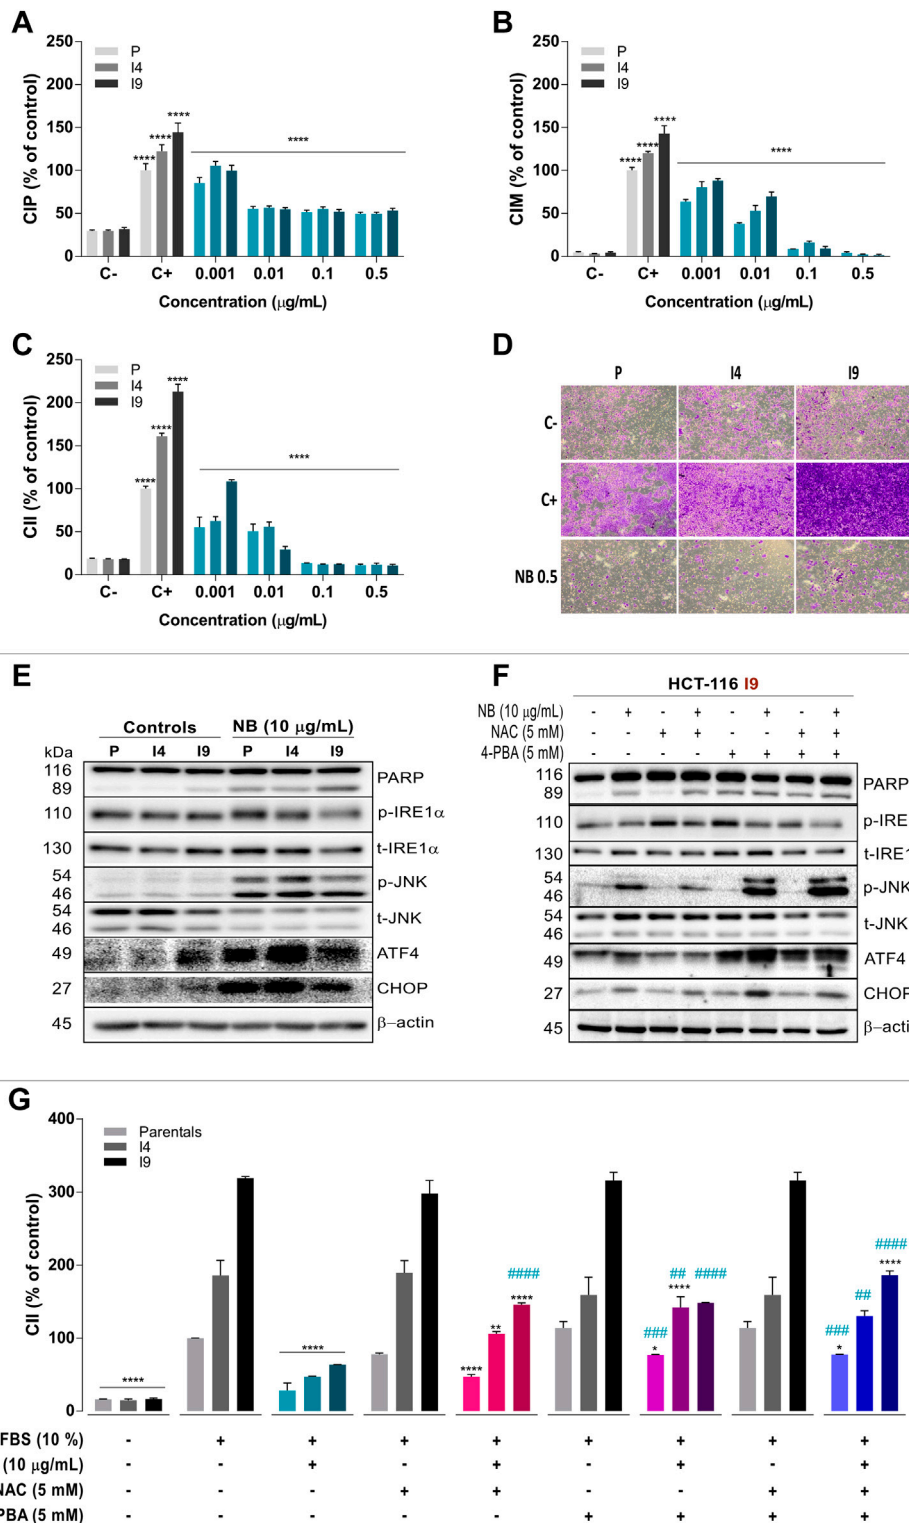 A
CIP (% of control)
250
200
150
100
50
0
P
I4
I9
****
****
****
****
C-
C+
0.001
0.01
0.1
0.5
Concentration (μg/mL)
B
CIM (% of control)
250
200
150
100
50
0
P
I4
I9
****
****
****
****
C-
C+
0.001
0.01
0.1
0.5
Concentration (μg/mL)
C
CII (% of control)
250
200
150
100
50
0
P
I4
I9
****
****
****
****
C-
C+
0.001
0.01
0.1
0.5
Concentration (μg/mL)
D
P I4 I9
C-
C+
NB 0.5
E
Controls NB (10 μg/mL)
kDa P I4 I9 P I4 I9
116 PARP
89
110 p-IRE1α
130 t-IRE1α
54 p-JNK
46
54 t-JNK
46
49 ATF4
27 CHOP
45 β-actin
F
HCT-116 I9
NB (10 μg/mL) - + - + - + - +
NAC (5 mM) - - + + - - + +
4-PBA (5 mM) - - - - + + + +
116 PARP
89
110 p-IRE
130 t-IRE1
54 p-JNK
46
54 t-JNK
46
49 ATF4
27 CHOP
45 β-acti
G
CII (% of control)
400
300
200
100
0
Parentals
I4
I9
****
****
****
**
****
####
###
*
##
****
####
###
*
##
####
****
FBS (10 %) - + + + + + + + +
(10 μg/mL) - - + - + - + - +
NAC (5 mM) - - - + + - - + +
PBA (5 mM) - - - - - + + + +